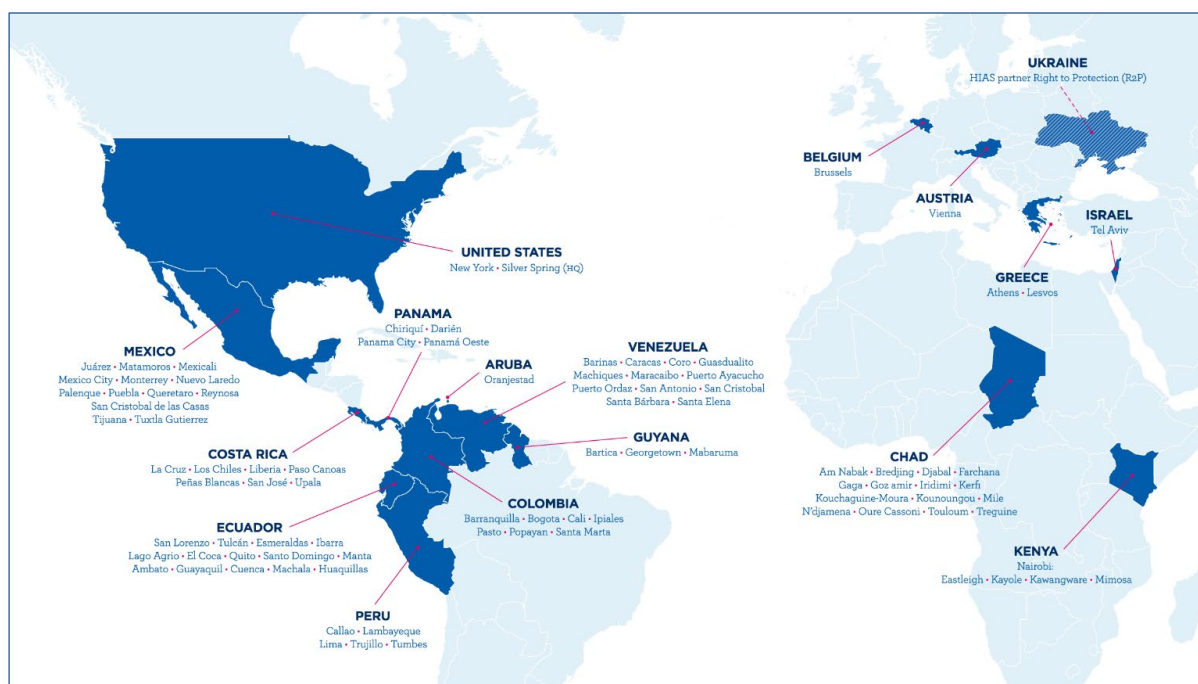 UNITED STATES
New York • Silver Spring (HQ)
MEXICO
Juárez • Matamoros • Mexicali
Mexico City • Monterrey • Nuevo Laredo
Palenque • Puebla • Queretaro • Reynosa
San Cristobal de las Casas
Tijuana • Tuxtla Gutierrez
PANAMA
Chiriquí • Darién
Panama City • Panamá Oeste
ARUBA
Oranjestad
VENEZUELA
Barinas • Caracas • Coro • Guasdualito
Machiques • Maracaibo • Puerto Ayacucho
Puerto Ordaz • San Antonio • San Cristobal
Santa Bárbara • Santa Elena
COSTA RICA
La Cruz • Los Chiles • Liberia • Paso Canoas
Peñas Blancas • San José • Upala
GUYANA
Bartica • Georgetown • Mabaruma
COLOMBIA
Barranquilla • Bogota • Cali • Ipiales
Pasto • Popayan • Santa Marta
ECUADOR
San Lorenzo • Tulcán • Esmeraldas • Ibarra
Lago Agrio • El Coca • Quito • Santo Domingo • Manta
Ambato • Guayaquil • Cuenca • Machala • Huaquillas
PERU
Callao • Lambayeque
Lima • Trujillo • Tumbes
UKRAINE
HIAS partner Right to Protection (R2P)
BELGIUM
Brussels
AUSTRIA
Vienna
ISRAEL
Tel Aviv
GREECE
Athens • Lesvos
CHAD
Am Nabak • Bredjing • Djabal • Farchana
Gaga • Goz amir • Iridimi • Kerfi
Kouchaguine-Moura • Kounoungou • Mile
N'djamena • Oure Cassoni • Touloum • Treguine
KENYA
Nairobi:
Eastleigh • Kayole • Kawangware • Mimosa